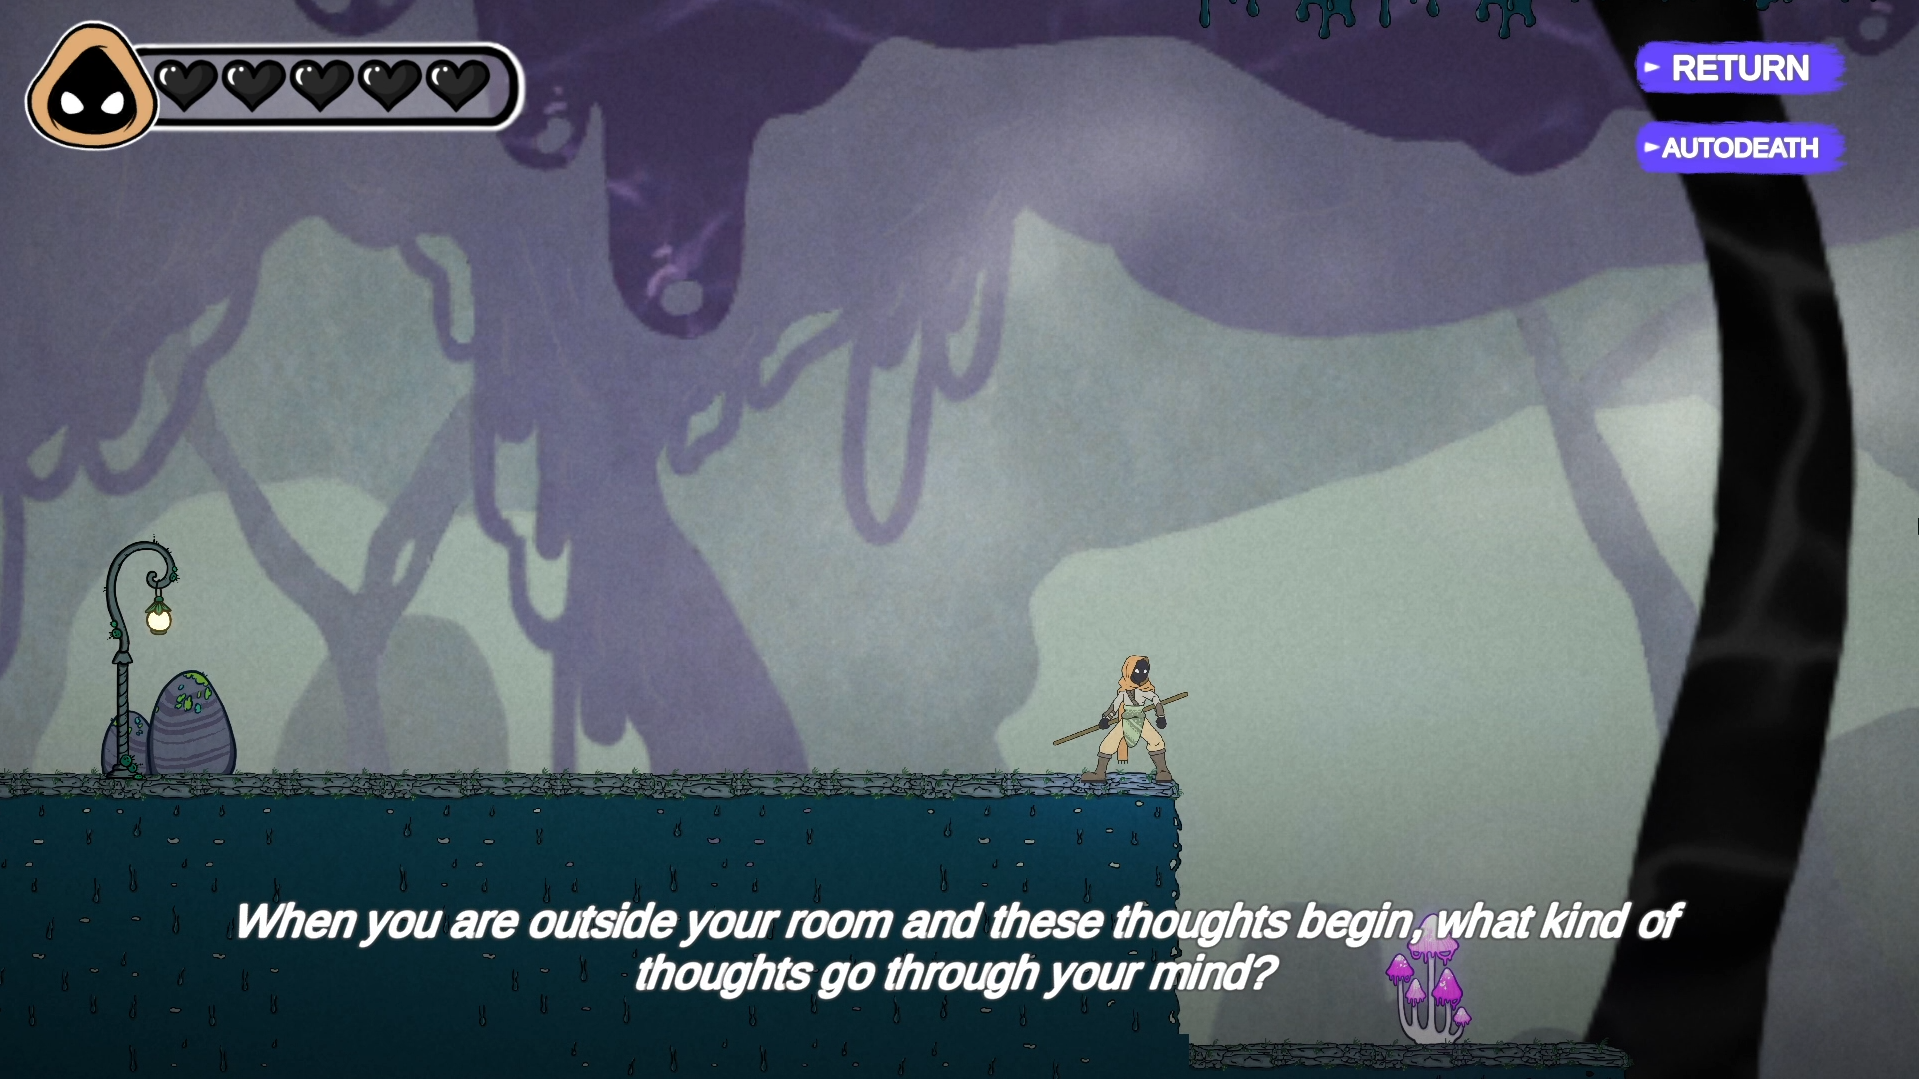 RETURN
AUTODEATH
When you are outside your room and these thoughts begin, what kind of
thoughts go through your mind?